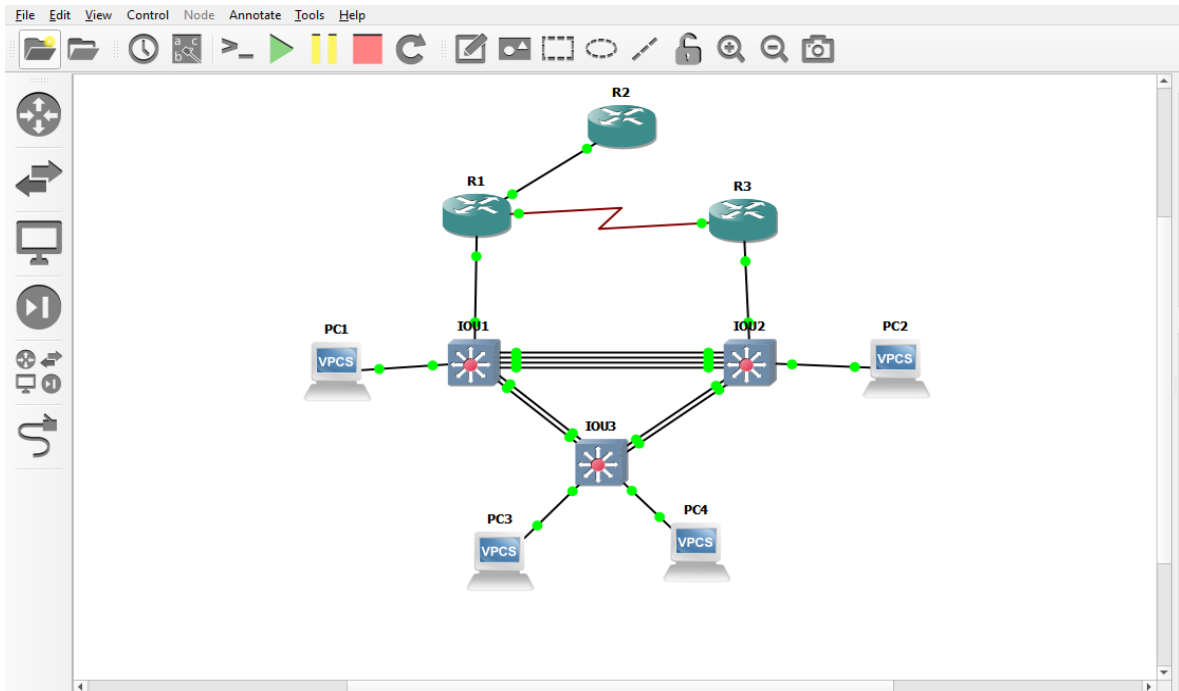 File Edit View Control Node Annotate Tools Help
R2
R1
R3
IOU1
IOU2
PC1
PC2
VPCS
VPCS
IOU3
PC3
PC4
VPCS
VPCS